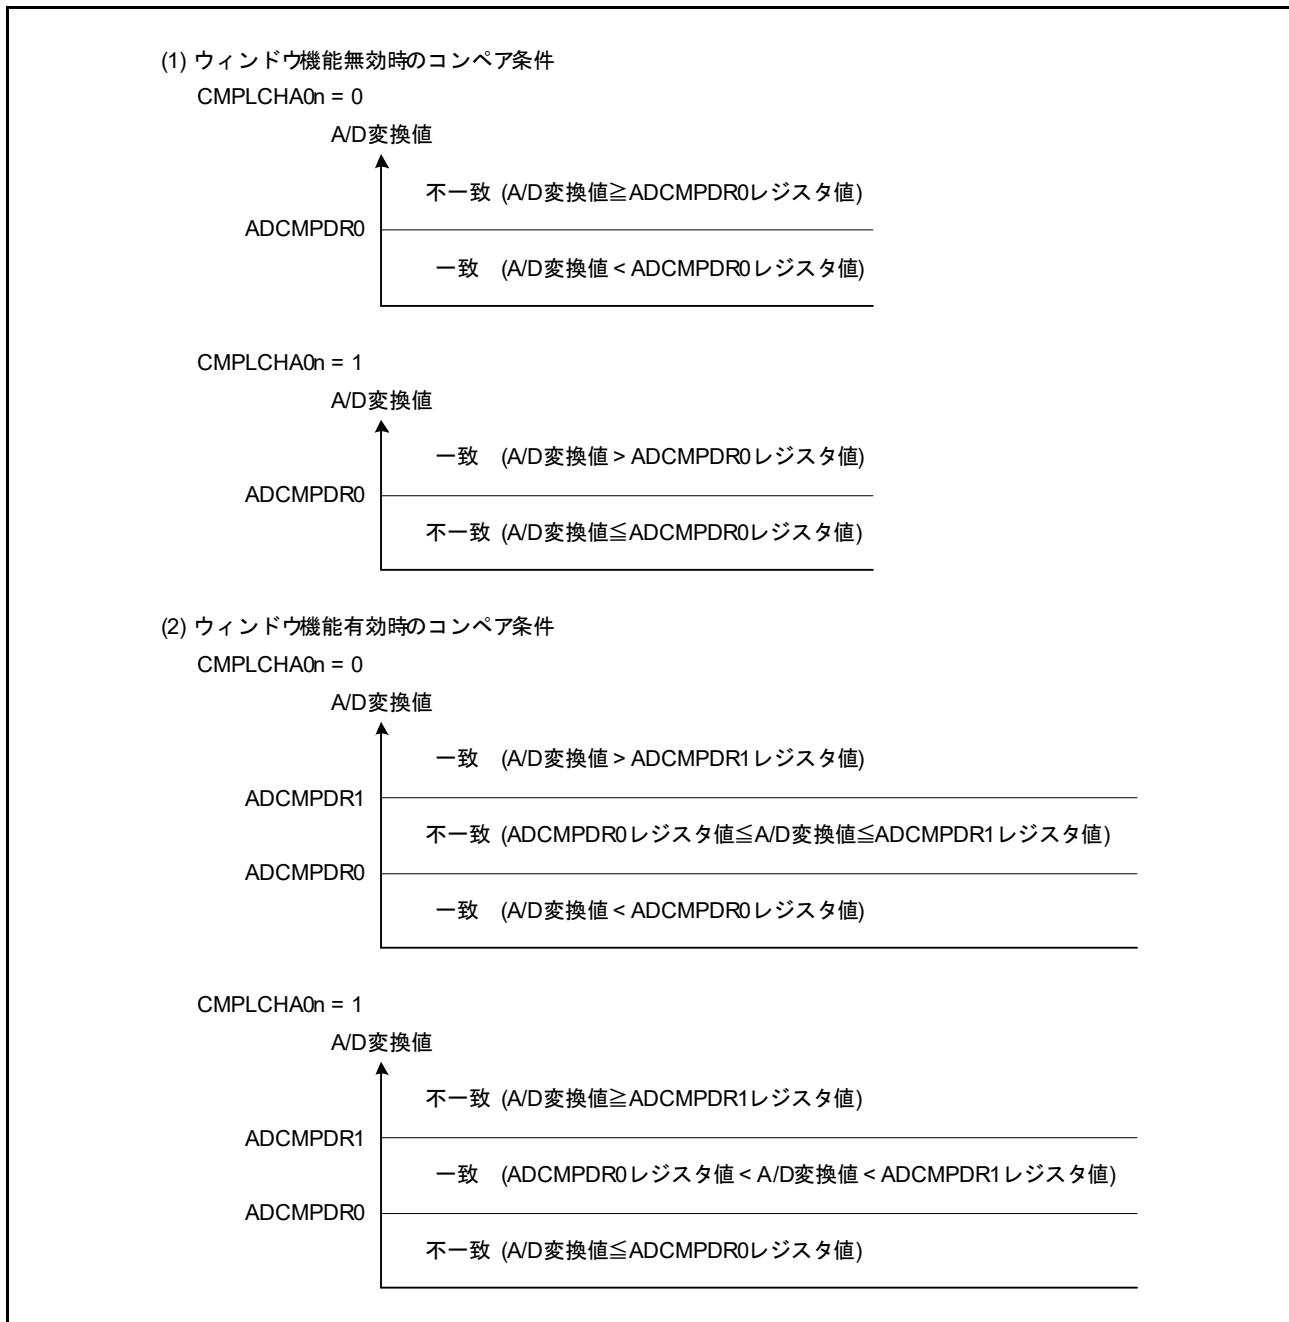 (1) ウィンドウ機能無効時のコンペア条件
CMPLCHA0n = 0
A/D変換値
不一致 (A/D変換値≧ADCMPDR0レジスタ値)
ADCMPDR0
一致 (A/D変換値 < ADCMPDR0レジスタ値)
CMPLCHA0n = 1
A/D変換値
一致 (A/D変換値 > ADCMPDR0レジスタ値)
ADCMPDR0
不一致 (A/D変換値≦ADCMPDR0レジスタ値)
(2) ウィンドウ機能有効時のコンペア条件
CMPLCHA0n = 0
A/D変換値
一致 (A/D変換値 > ADCMPDR1レジスタ値)
ADCMPDR1
不一致 (ADCMPDR0レジスタ値≦A/D変換値≦ADCMPDR1レジスタ値)
ADCMPDR0
一致 (A/D変換値 < ADCMPDR0レジスタ値)
CMPLCHA0n = 1
A/D変換値
不一致 (A/D変換値≧ADCMPDR1レジスタ値)
ADCMPDR1
一致 (ADCMPDR0レジスタ値 < A/D変換値 < ADCMPDR1レジスタ値)
ADCMPDR0
不一致 (A/D変換値≦ADCMPDR0レジスタ値)